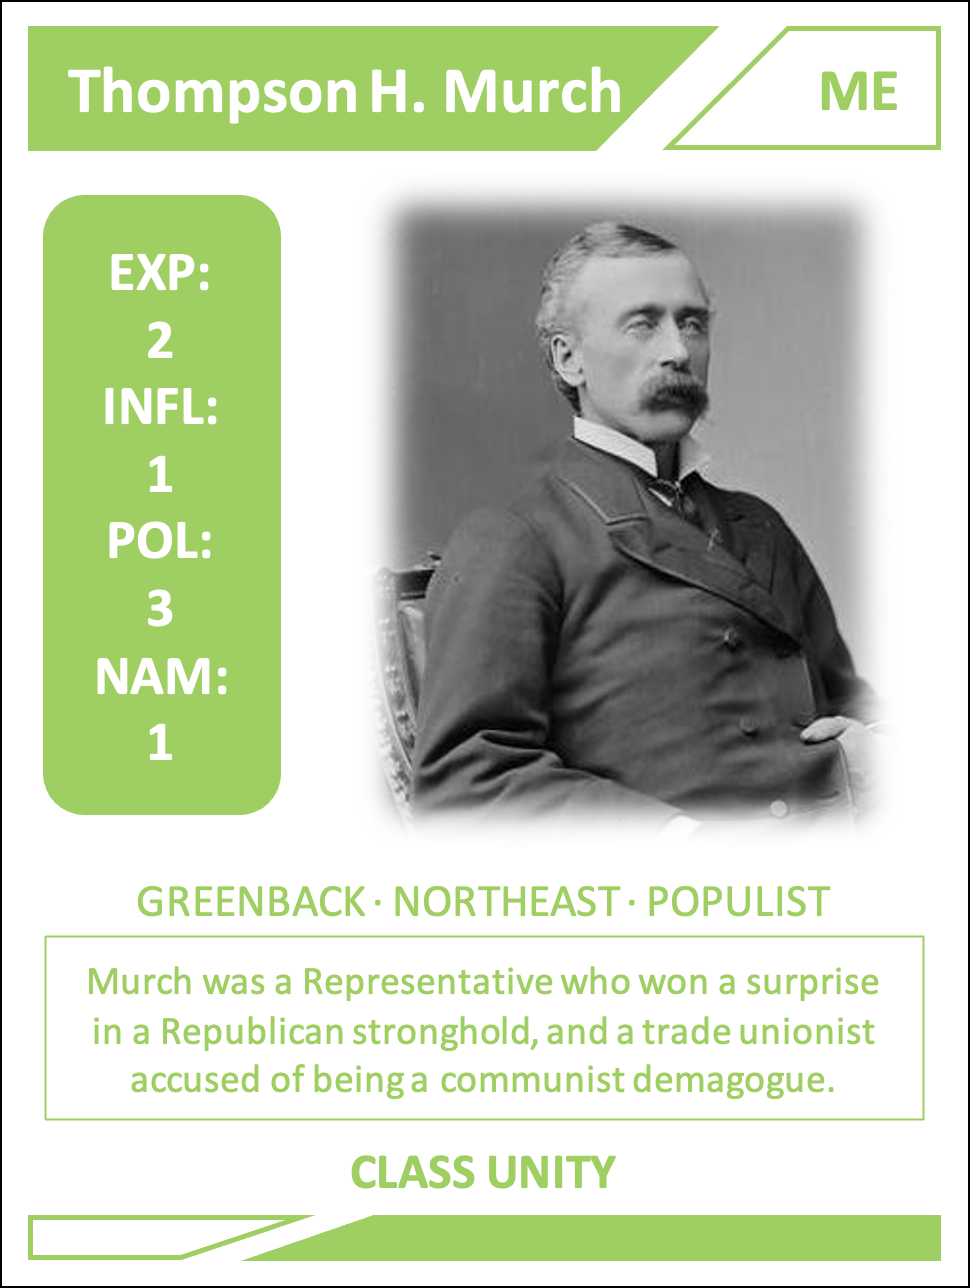 Thompson H. Murch
ME
EXP:
2
INFL:
1
POL:
3
NAM:
1
GREENBACK · NORTHEAST · POPULIST
Murch was a Representative who won a surprise
in a Republican stronghold, and a trade unionist
accused of being a communist demagogue.
CLASS UNITY